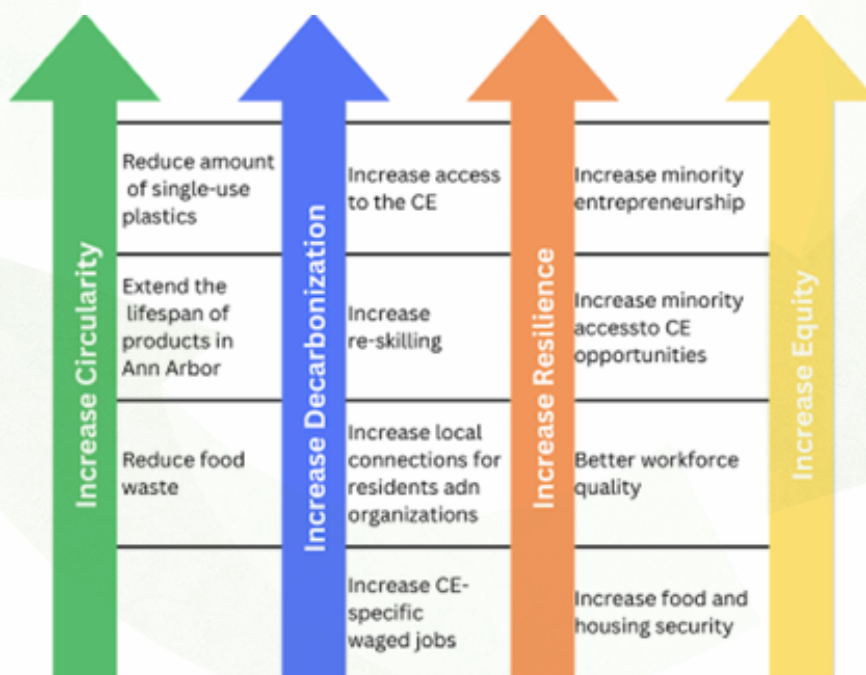 Increase Circularity
Reduce amount
of single-use
plastics
Extend the
lifespan of
products in
Ann Arbor
Reduce food
waste
Increase Decarbonization
Increase access
to the CE
Increase
re-skilling
Increase local
connections for
residents adn
organizations
Increase CE-
specific
waged jobs
Increase Resilience
Increase minority
entrepreneurship
Increase minority
accessto CE
opportunities
Better workforce
quality
Increase food and
housing security
Increase Equity